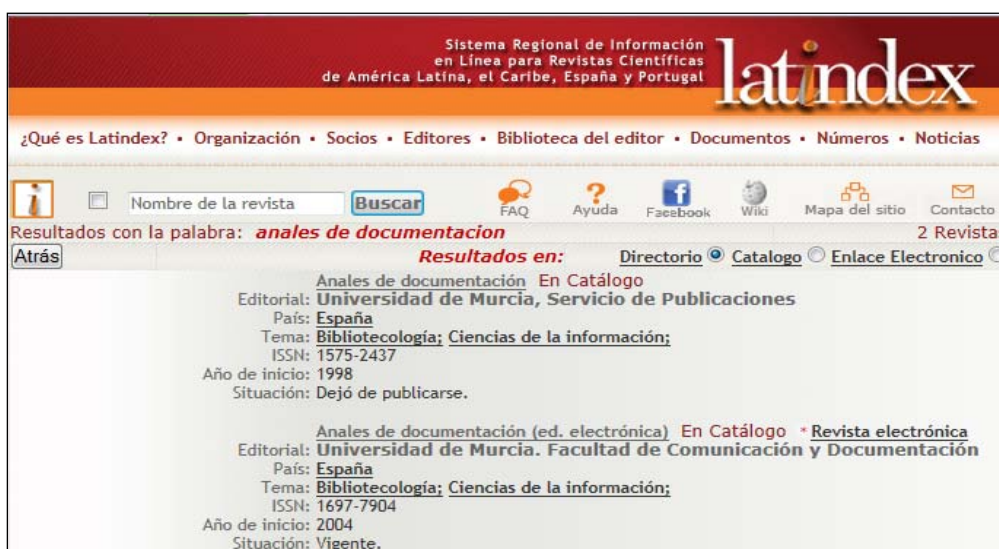 Sistema Regional de Información
en Línea para Revistas Científicas
de América Latina, el Caribe, España y Portugal
latindex
¿Qué es Latindex? • Organización • Socios • Editores • Biblioteca del editor • Documentos • Números • Noticias
i Nombre de la revista Buscar FAQ Ayuda Facebook Wiki Mapa del sitio Contacto
Resultados con la palabra: anales de documentacion 2 Revista
Atrás Resultados en: Directorio Catalogo Enlace Electronico
Anales de documentación En Catálogo
Editorial: Universidad de Murcia, Servicio de Publicaciones
País: España
Tema: Bibliotecología; Ciencias de la información;
ISSN: 1575-2437
Año de inicio: 1998
Situación: Dejó de publicarse.
Anales de documentación (ed. electrónica) En Catálogo * Revista electrónica
Editorial: Universidad de Murcia. Facultad de Comunicación y Documentación
País: España
Tema: Bibliotecología; Ciencias de la información;
ISSN: 1697-7904
Año de inicio: 2004
Situación: Vigente.